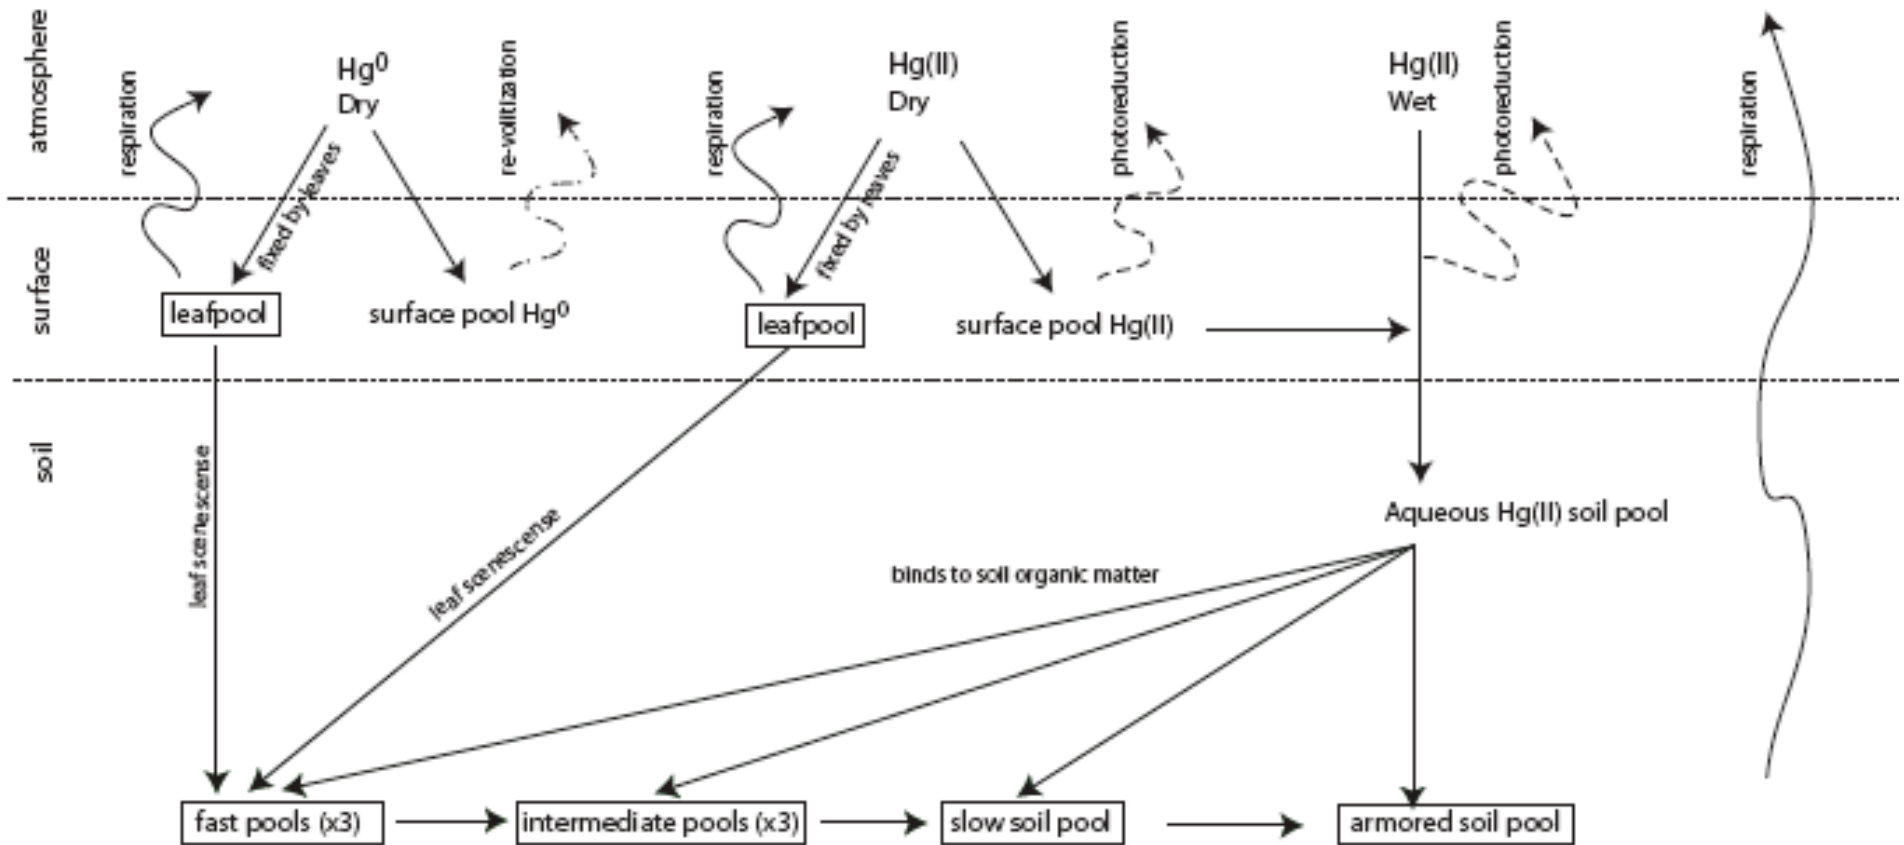 atmosphere
respiration
Hg⁰
Dry
fixed by leaves
re-volitization
respiration
Hg(II)
Dry
fixed by leaves
photoreduction
Hg(II)
Wet
photoreduction
respiration
surface
leafpool
surface pool Hg⁰
leafpool
surface pool Hg(II)
soil
leaf scenescense
leaf scenescense
Aqueous Hg(II) soil pool
binds to soil organic matter
fast pools (x3)
intermediate pools (x3)
slow soil pool
armored soil pool